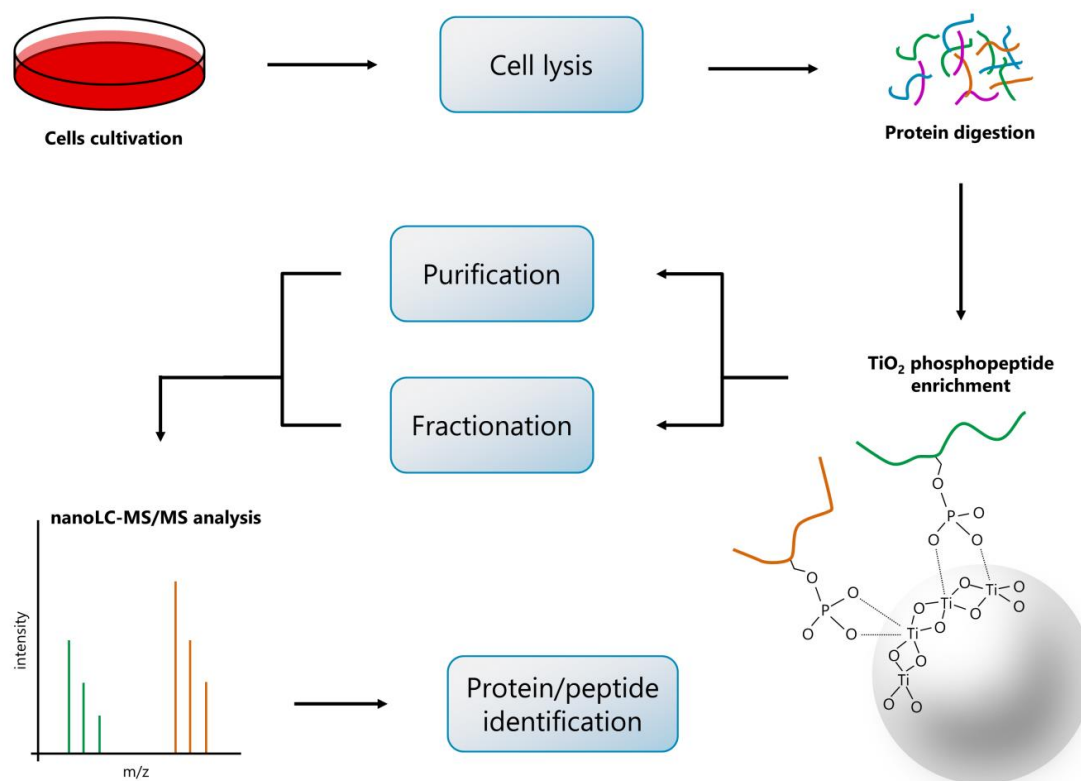 Cells cultivation
Cell lysis
Protein digestion
TiO₂ phosphopeptide
enrichment
Purification
Fractionation
nanoLC-MS/MS analysis
intensity
m/z
Protein/peptide
identification
O
P
O
O
O
O
P
O
O
O
Ti
O
Ti
O
O
Ti
O
O
O
Ti
O
O
O
Ti
O
O